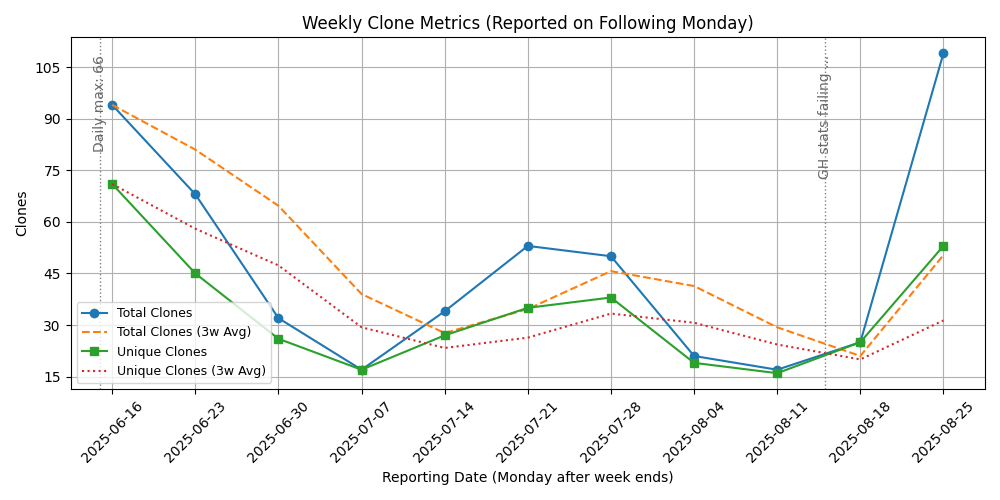 Weekly Clone Metrics (Reported on Following Monday)
Clones
105
90
75
60
45
30
15
Daily max: 66
GH stats failing ...
Total Clones
Total Clones (3w Avg)
Unique Clones
Unique Clones (3w Avg)
2025-06-16
2025-06-23
2025-06-30
2025-07-07
2025-07-14
2025-07-21
2025-07-28
2025-08-04
2025-08-11
2025-08-18
2025-08-25
Reporting Date (Monday after week ends)